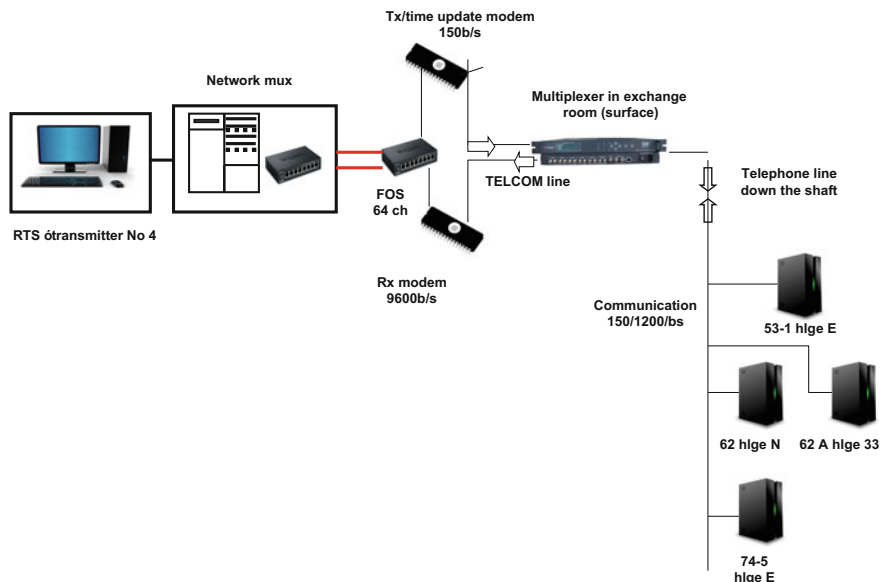 Tx/time update modem
150b/s
Network mux
Multiplexer in exchange
room (surface)
TELCOM line
Telephone line
down the shaft
FOS
64 ch
RTS ótransmitter No 4
Rx modem
9600b/s
Communication
150/1200/bs
53-1 hlge E
62 hlge N
62 A hlge 33
74-5
hlge E